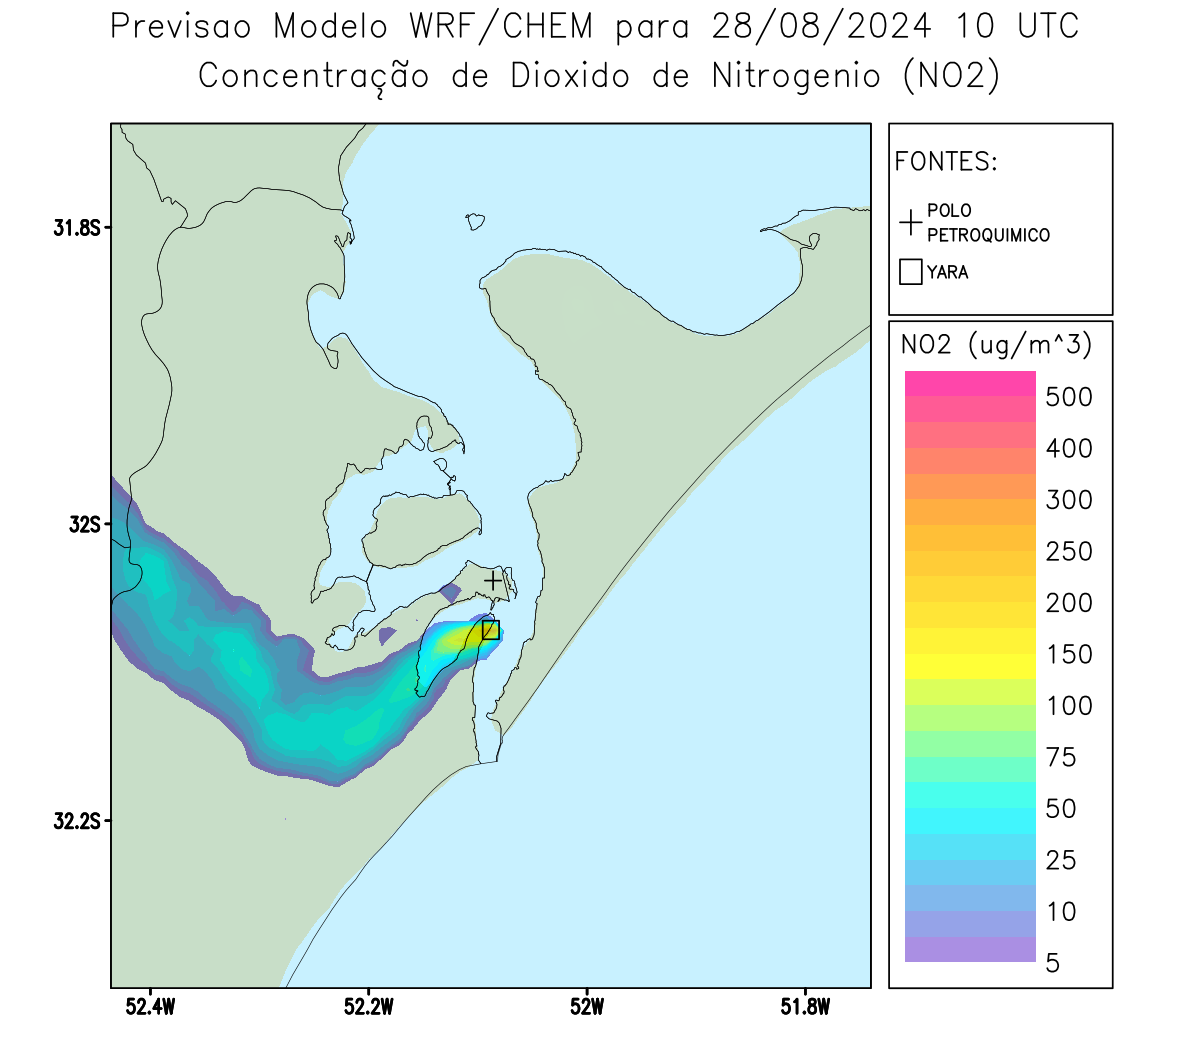 Previsao Modelo WRF/CHEM para 28/08/2024 10 UTC
Concentração de Dioxido de Nitrogenio (NO2)
FONTES:
POLO
PETROQUIMICO
YARA
NO2 (ug/m^3)
500
400
300
250
200
150
100
75
50
25
10
5
31.8S
32S
32.2S
52.4W
52.2W
52W
51.8W